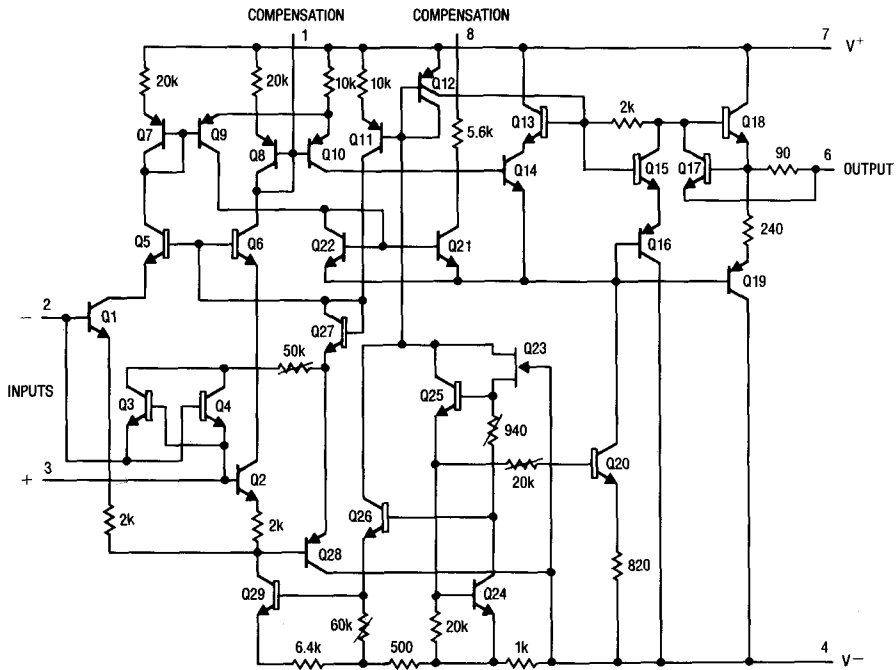 COMPENSATION COMPENSATION
1 8
7 V+
20k 20k 10k 10k Q12
5.6k Q13 2k Q18
Q7 Q9 Q8 Q10 Q11
Q14 Q15 Q17 90 6 OUTPUT
Q5 Q6 Q22 Q21 Q16 240
Q19
2
− Q1
Q27
50k Q23
INPUTS Q3 Q4 Q25
940
3
+ Q2 20k Q20
2k 2k Q26
Q28 820
Q29 Q24
60k 20k
6.4k 500 1k 4 V−